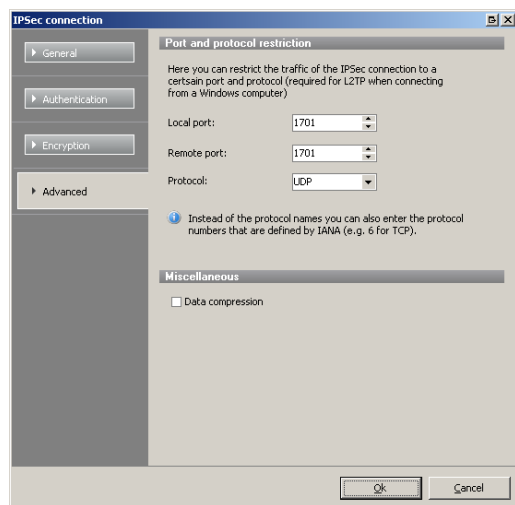 IPSec connection
General
Authentication
Encryption
Advanced
Port and protocol restriction
Here you can restrict the traffic of the IPSec connection to a
certsain port and protocol (required for L2TP when connecting
from a Windows computer)
Local port: 1701
Remote port: 1701
Protocol: UDP
Instead of the protocol names you can also enter the protocol
numbers that are defined by IANA (e.g. 6 for TCP).
Miscellaneous
Data compression
Ok Cancel